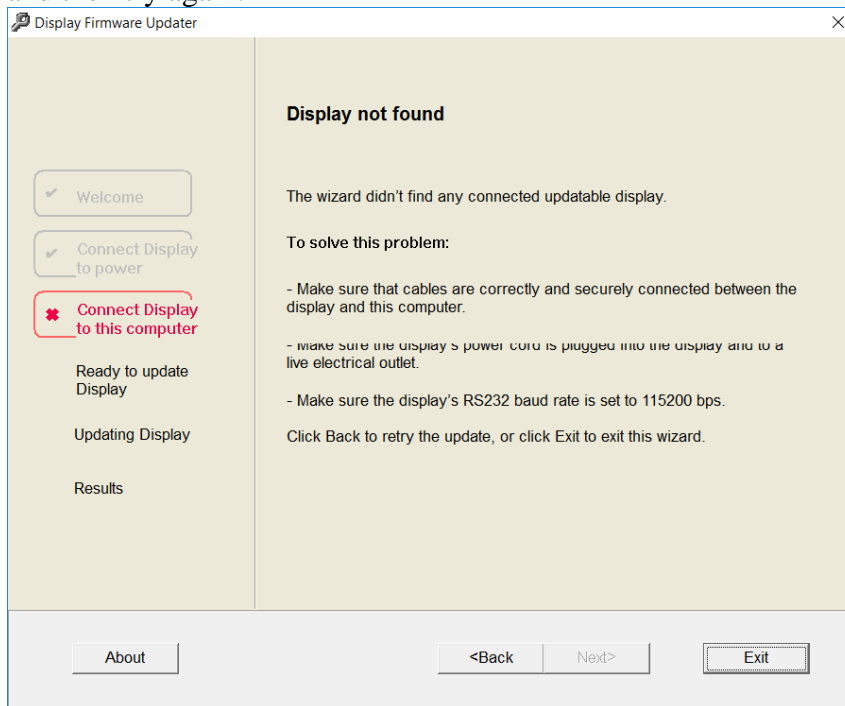 Display Firmware Updater
Display not found
Welcome
Connect Display
to power
Connect Display
to this computer
Ready to update
Display
Updating Display
Results
The wizard didn't find any connected updatable display.
To solve this problem:
- Make sure that cables are correctly and securely connected between the
display and this computer.
- Make sure the display's power cord is plugged into the display and to a
live electrical outlet.
- Make sure the display's RS232 baud rate is set to 115200 bps.
Click Back to retry the update, or click Exit to exit this wizard.
About
<Back
Next>
Exit